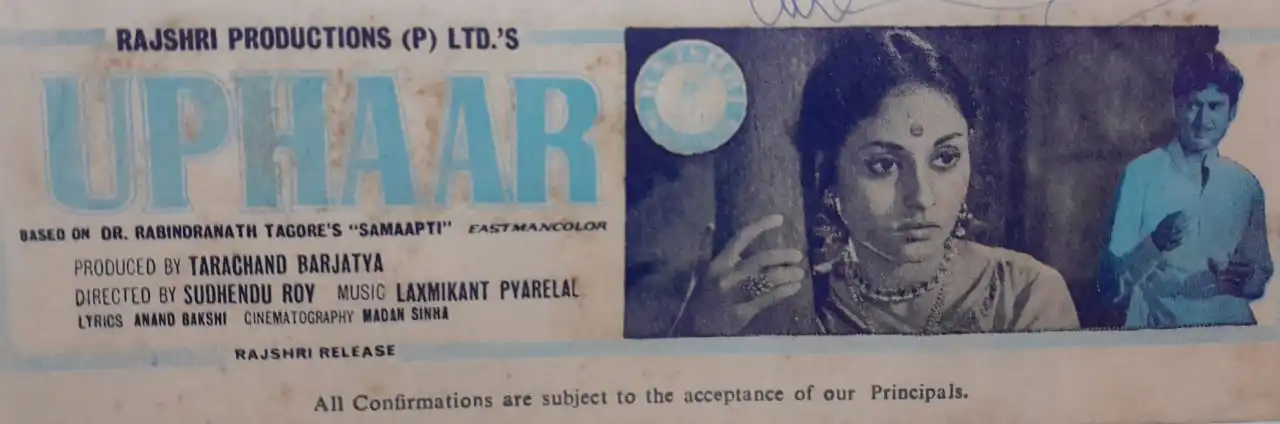 RAJSHRI PRODUCTIONS (P) LTD.'S
UPHAAR
BASED ON DR. RABINDRANATH TAGORE'S "SAMAAPTI" EASTMANCOLOR
PRODUCED BY TARACHAND BARJATYA
DIRECTED BY SUDHENDU ROY MUSIC LAXMIKANT PYARELAL
LYRICS ANAND BAKSHI CINEMATOGRAPHY MADAN SINHA
RAJSHRI RELEASE
All Confirmations are subject to the acceptance of our Principals.